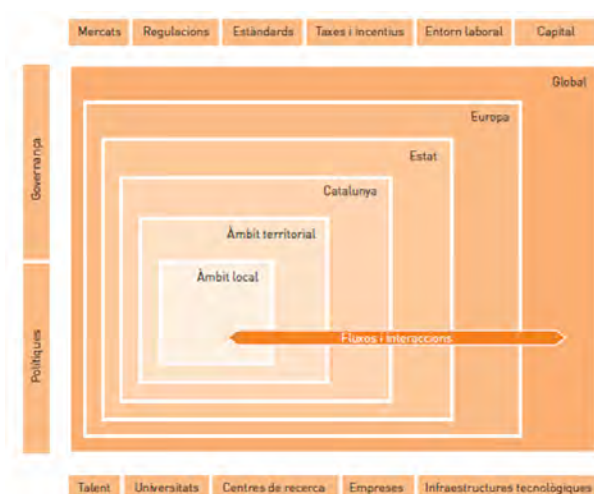 Mercats Regulacions Estàndards Taxes i incentius Entorn laboral Capital
Global
Europa
Estat
Catalunya
Àmbit territorial
Àmbit local
Governança
Polítiques
Fluxos i interaccions
Talent Universitats Centres de recerca Empreses Infraestructures tecnològiques